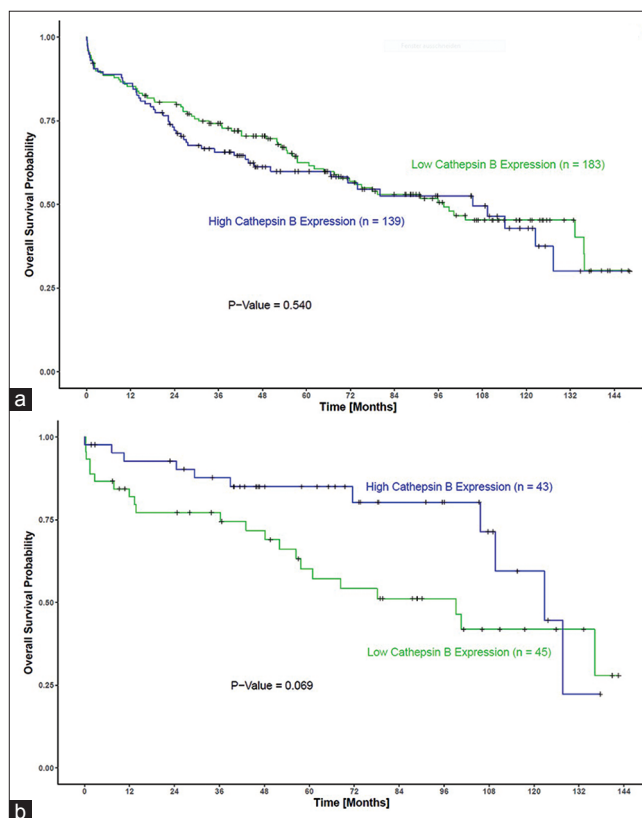 1.00
0.75
0.50
0.25
0.00
Overall Survival Probability
Low Cathepsin B Expression (n = 183)
High Cathepsin B Expression (n = 139)
P-Value = 0.540
0 12 24 36 48 60 72 84 96 108 120 132 144
Time [Months]
a
1.00
0.75
0.50
0.25
0.00
Overall Survival Probability
High Cathepsin B Expression (n = 43)
Low Cathepsin B Expression (n = 45)
P-Value = 0.069
0 12 24 36 48 60 72 84 96 108 120 132 144
Time [Months]
b